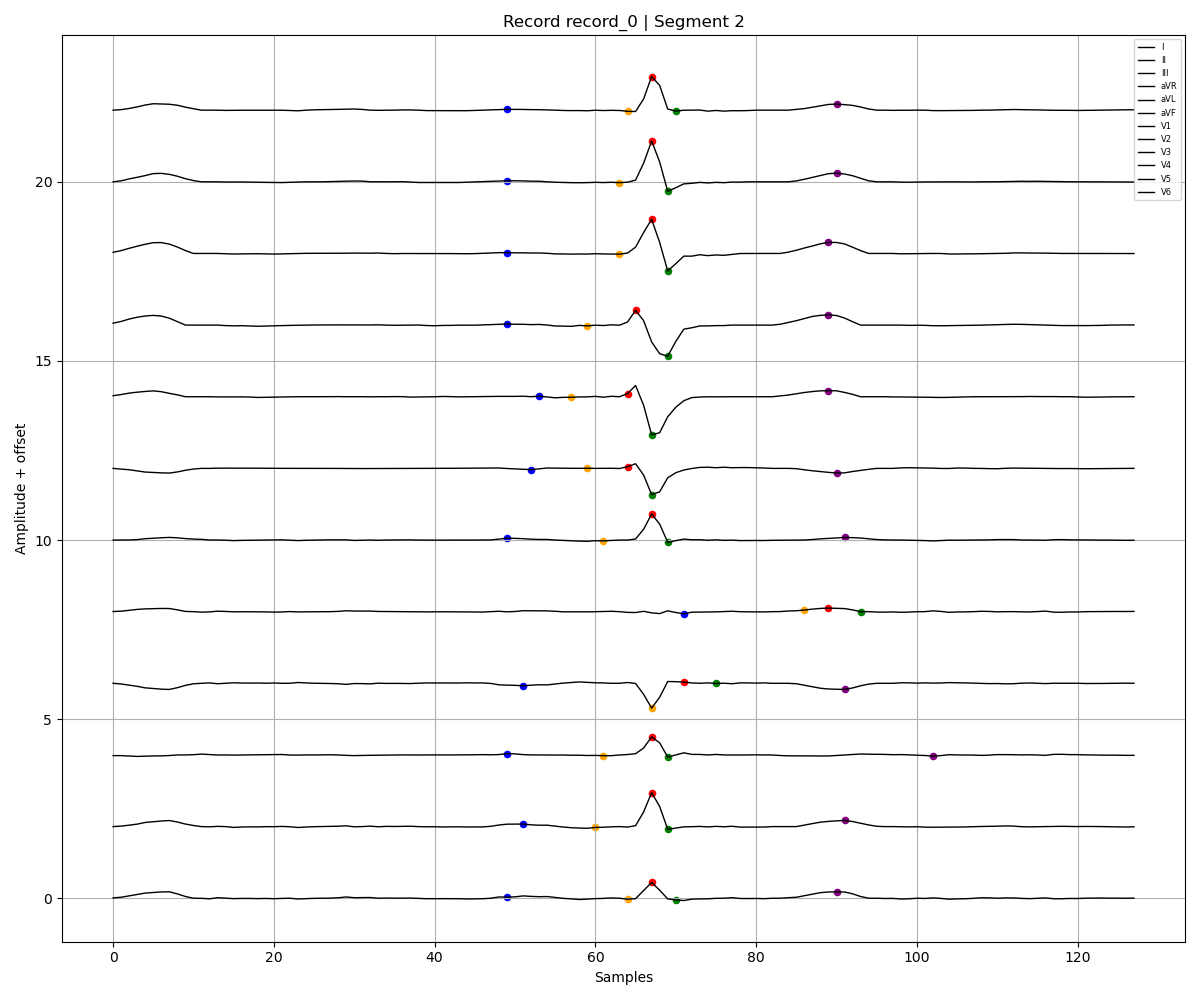 Record record_0 | Segment 2
I
II
III
aVR
aVL
aVF
V1
V2
V3
V4
V5
V6
20
15
10
5
0
Amplitude + offset
0 20 40 60 80 100 120
Samples